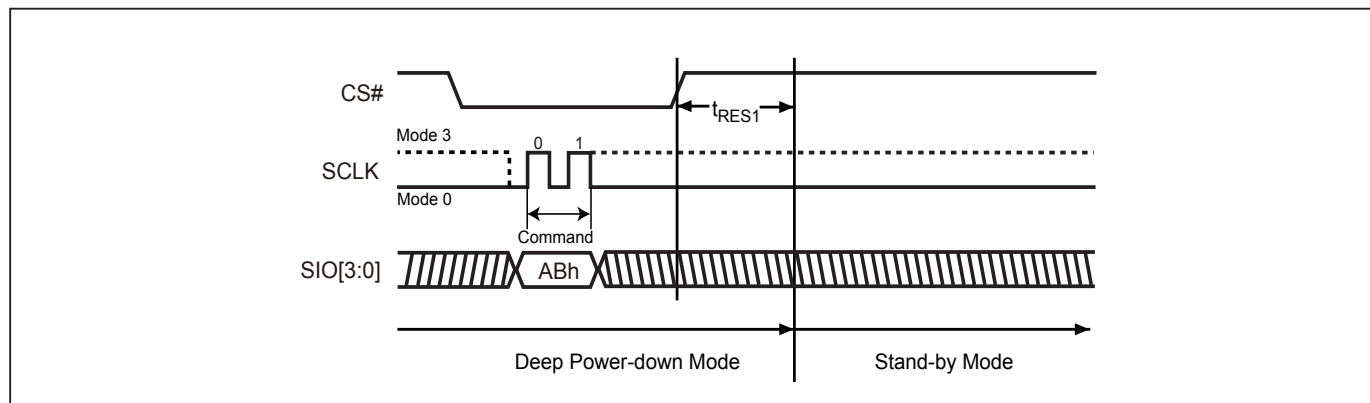 CS#
tRES1
Mode 3
0 1
SCLK
Mode 0
Command
SIO[3:0]
ABh
Deep Power-down Mode
Stand-by Mode